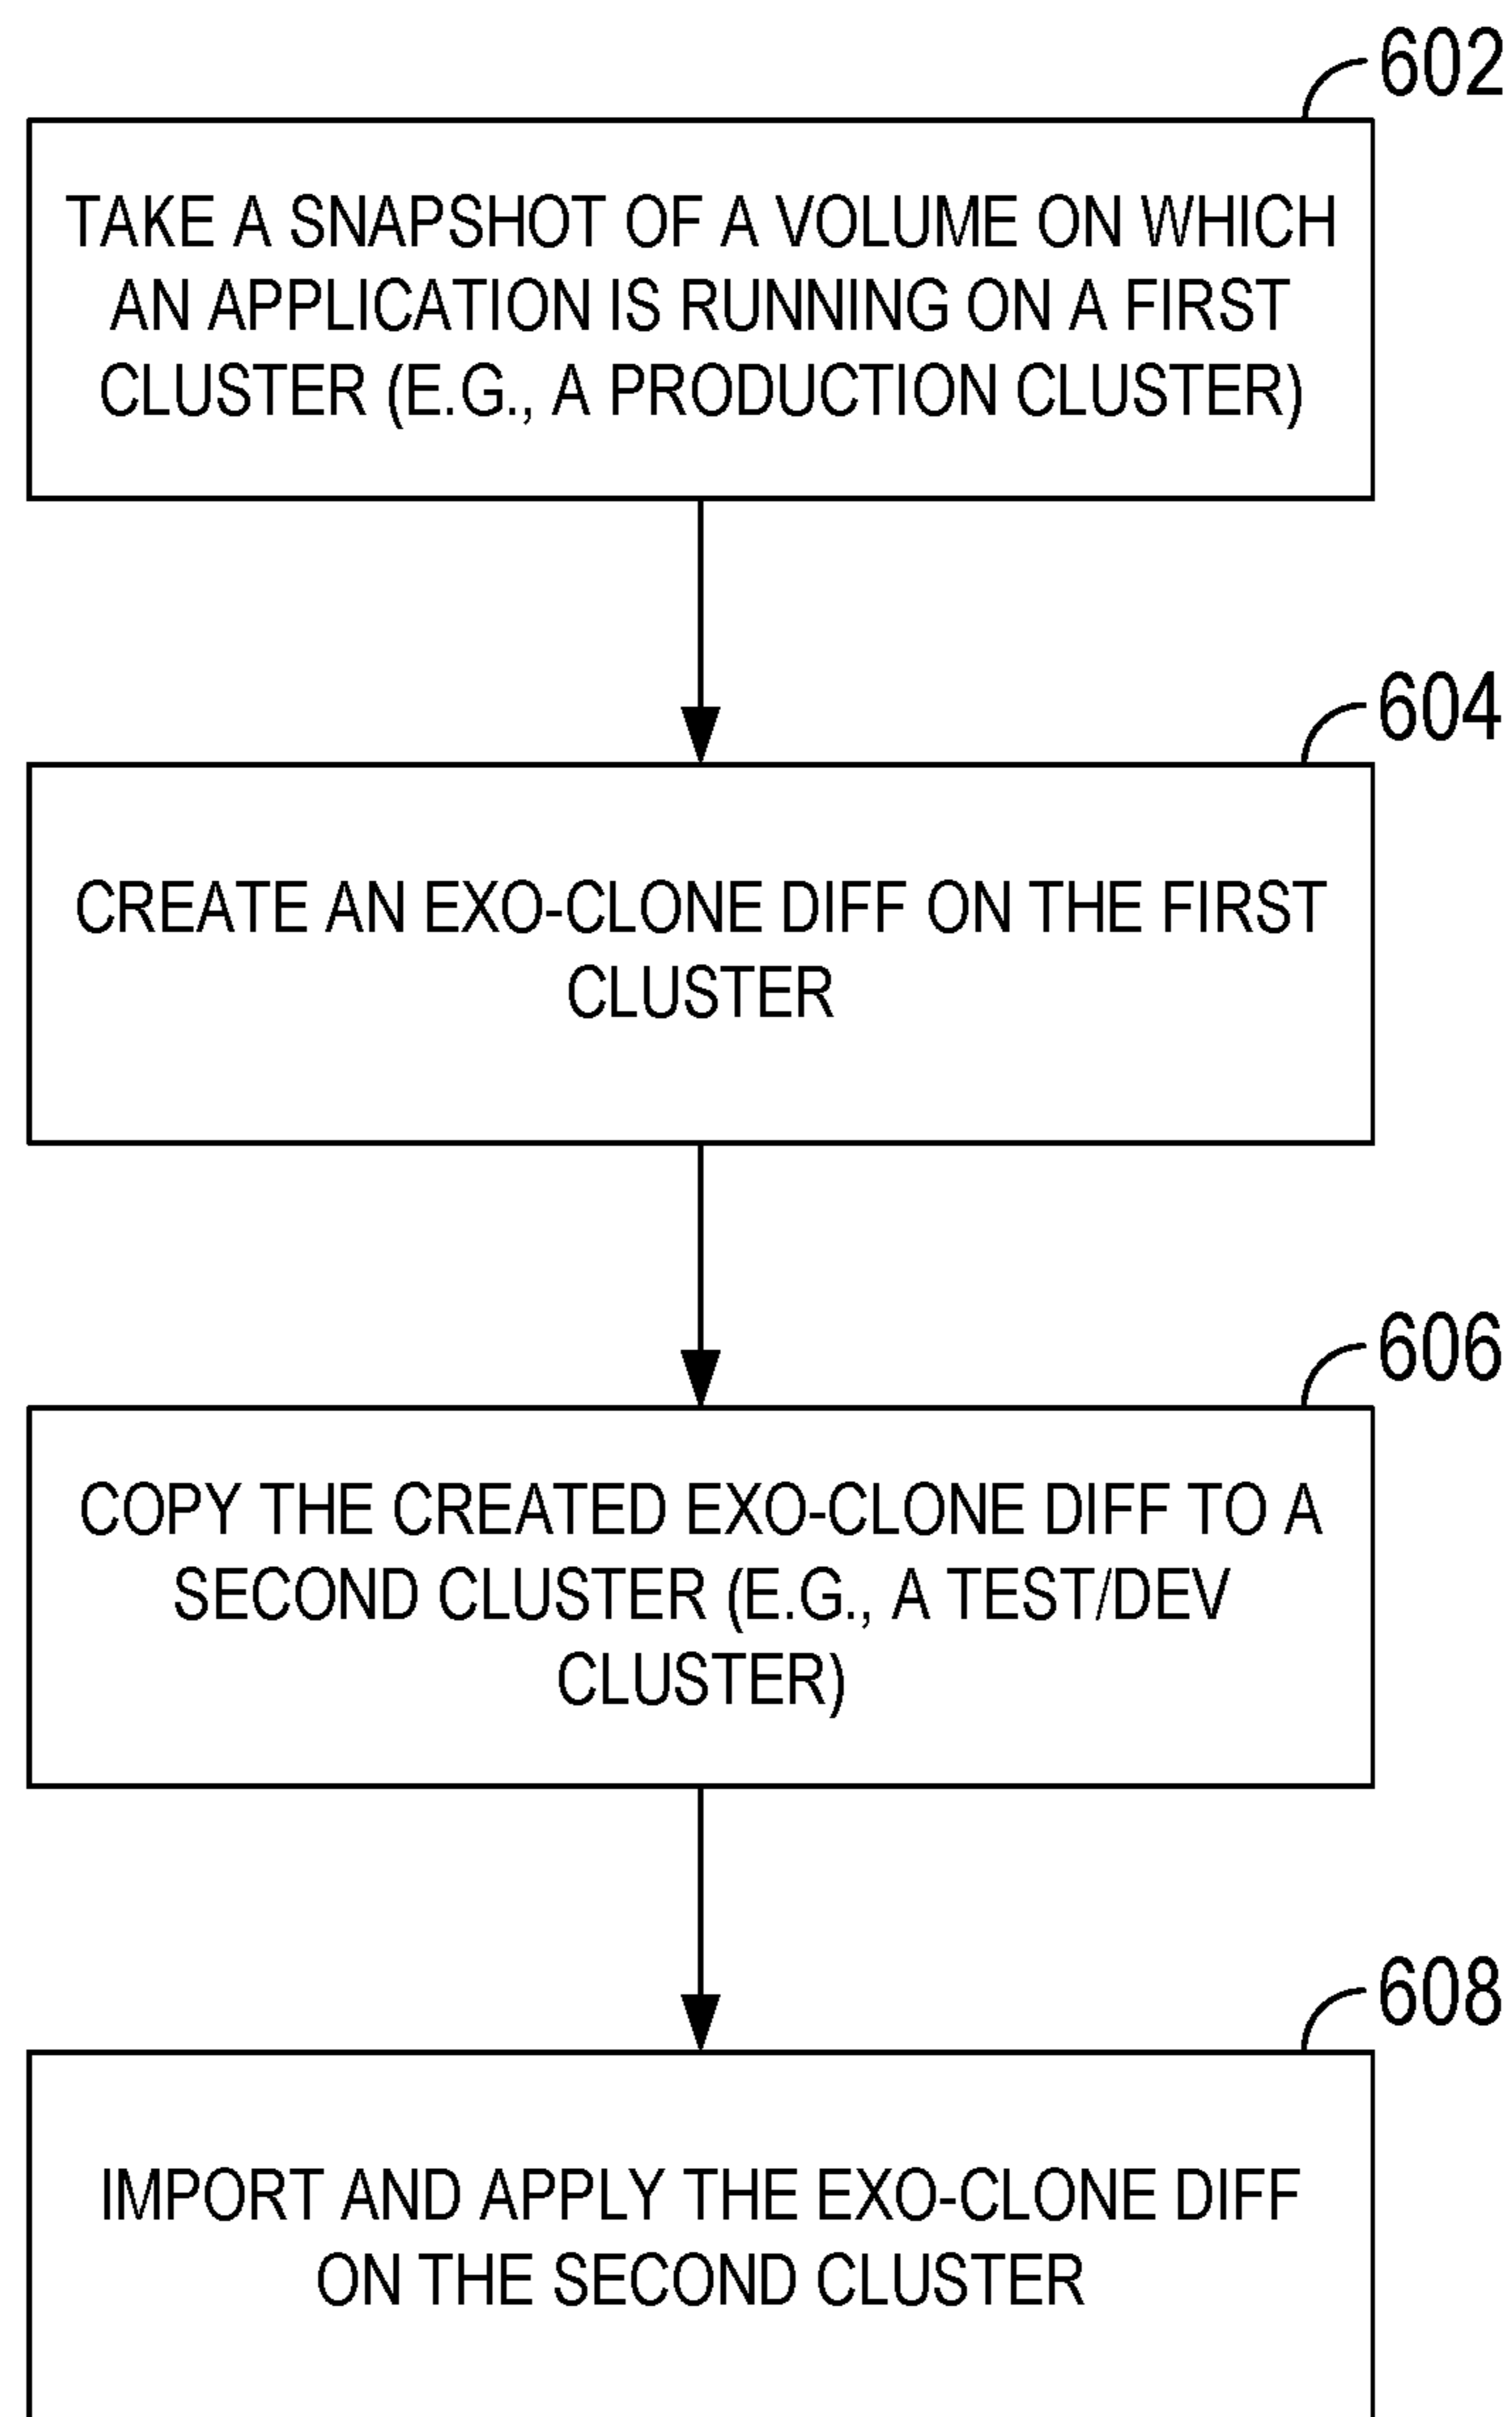 602
TAKE A SNAPSHOT OF A VOLUME ON WHICH
AN APPLICATION IS RUNNING ON A FIRST
CLUSTER (E.G., A PRODUCTION CLUSTER)
604
CREATE AN EXO-CLONE DIFF ON THE FIRST
CLUSTER
606
COPY THE CREATED EXO-CLONE DIFF TO A
SECOND CLUSTER (E.G., A TEST/DEV
CLUSTER)
608
IMPORT AND APPLY THE EXO-CLONE DIFF
ON THE SECOND CLUSTER